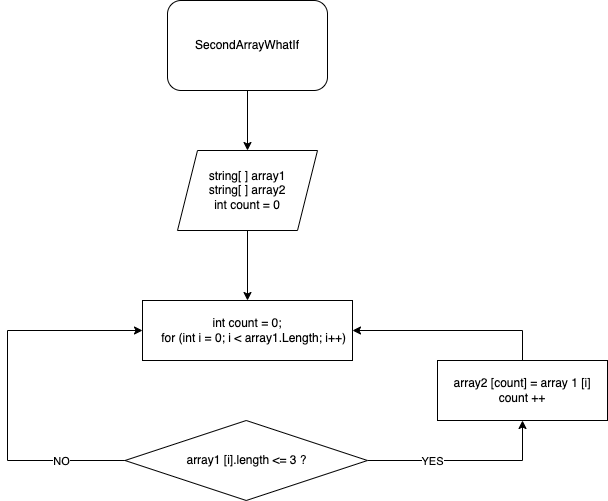 SecondArrayWhatIf
string[ ] array1
string[ ] array2
int count = 0
int count = 0;
for (int i = 0; i < array1.Length; i++)
array2 [count] = array 1 [i]
count ++
array1 [i].length <= 3 ?
NO
YES